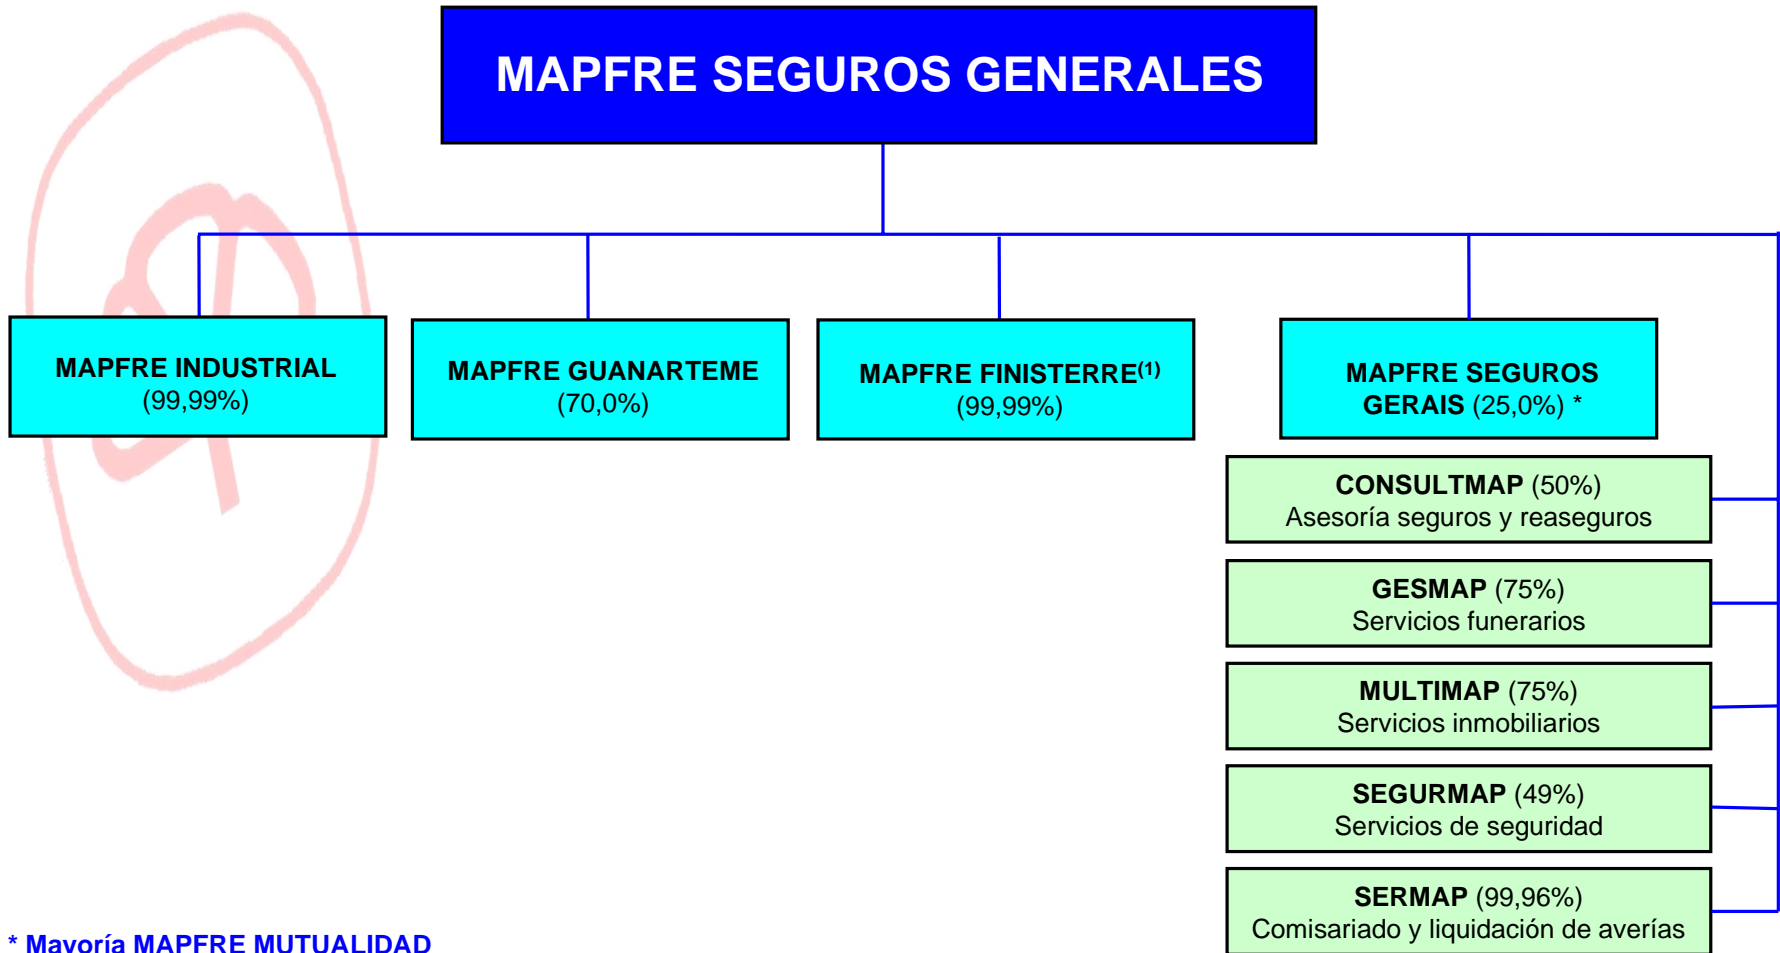 MAPFRE SEGUROS GENERALES
MAPFRE INDUSTRIAL
(99,99%)
MAPFRE GUANARTEME
(70,0%)
MAPFRE FINISTERRE(1)
(99,99%)
MAPFRE SEGUROS
GERAIS (25,0%) *
CONSULTMAP (50%)
Asesoría seguros y reaseguros
GESMAP (75%)
Servicios funerarios
MULTIMAP (75%)
Servicios inmobiliarios
SEGURMAP (49%)
Servicios de seguridad
SERMAP (99,96%)
Comisariado y liquidación de averías
* Mayoría MAPFRE MUTUALIDAD